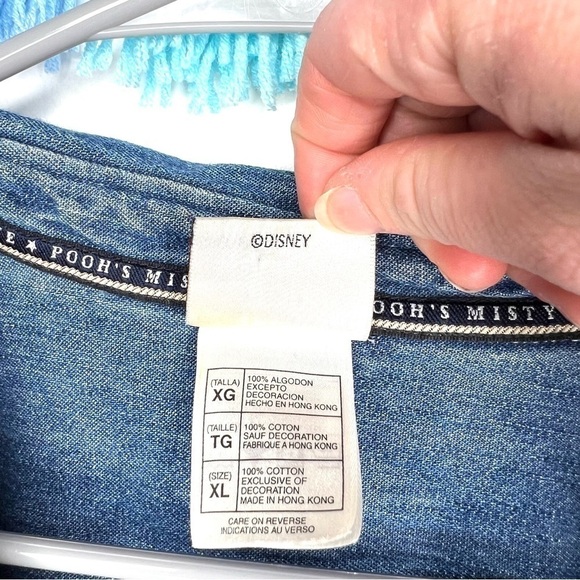 ©DISNEY
E ★ POOH'S MIS
OOH'S MISTY
(TALLA)
XG
100% ALGODON
EXCEPTO
DECORACION
HECHO EN HONG KONG
(TAILLE)
TG
100% COTON
SAUF DECORATION
FABRIQUE A HONG KONG
(SIZE)
XL
100% COTTON
EXCLUSIVE OF
DECORATION
MADE IN HONG KONG
CARE ON REVERSE
INDICATIONS AU VERSO